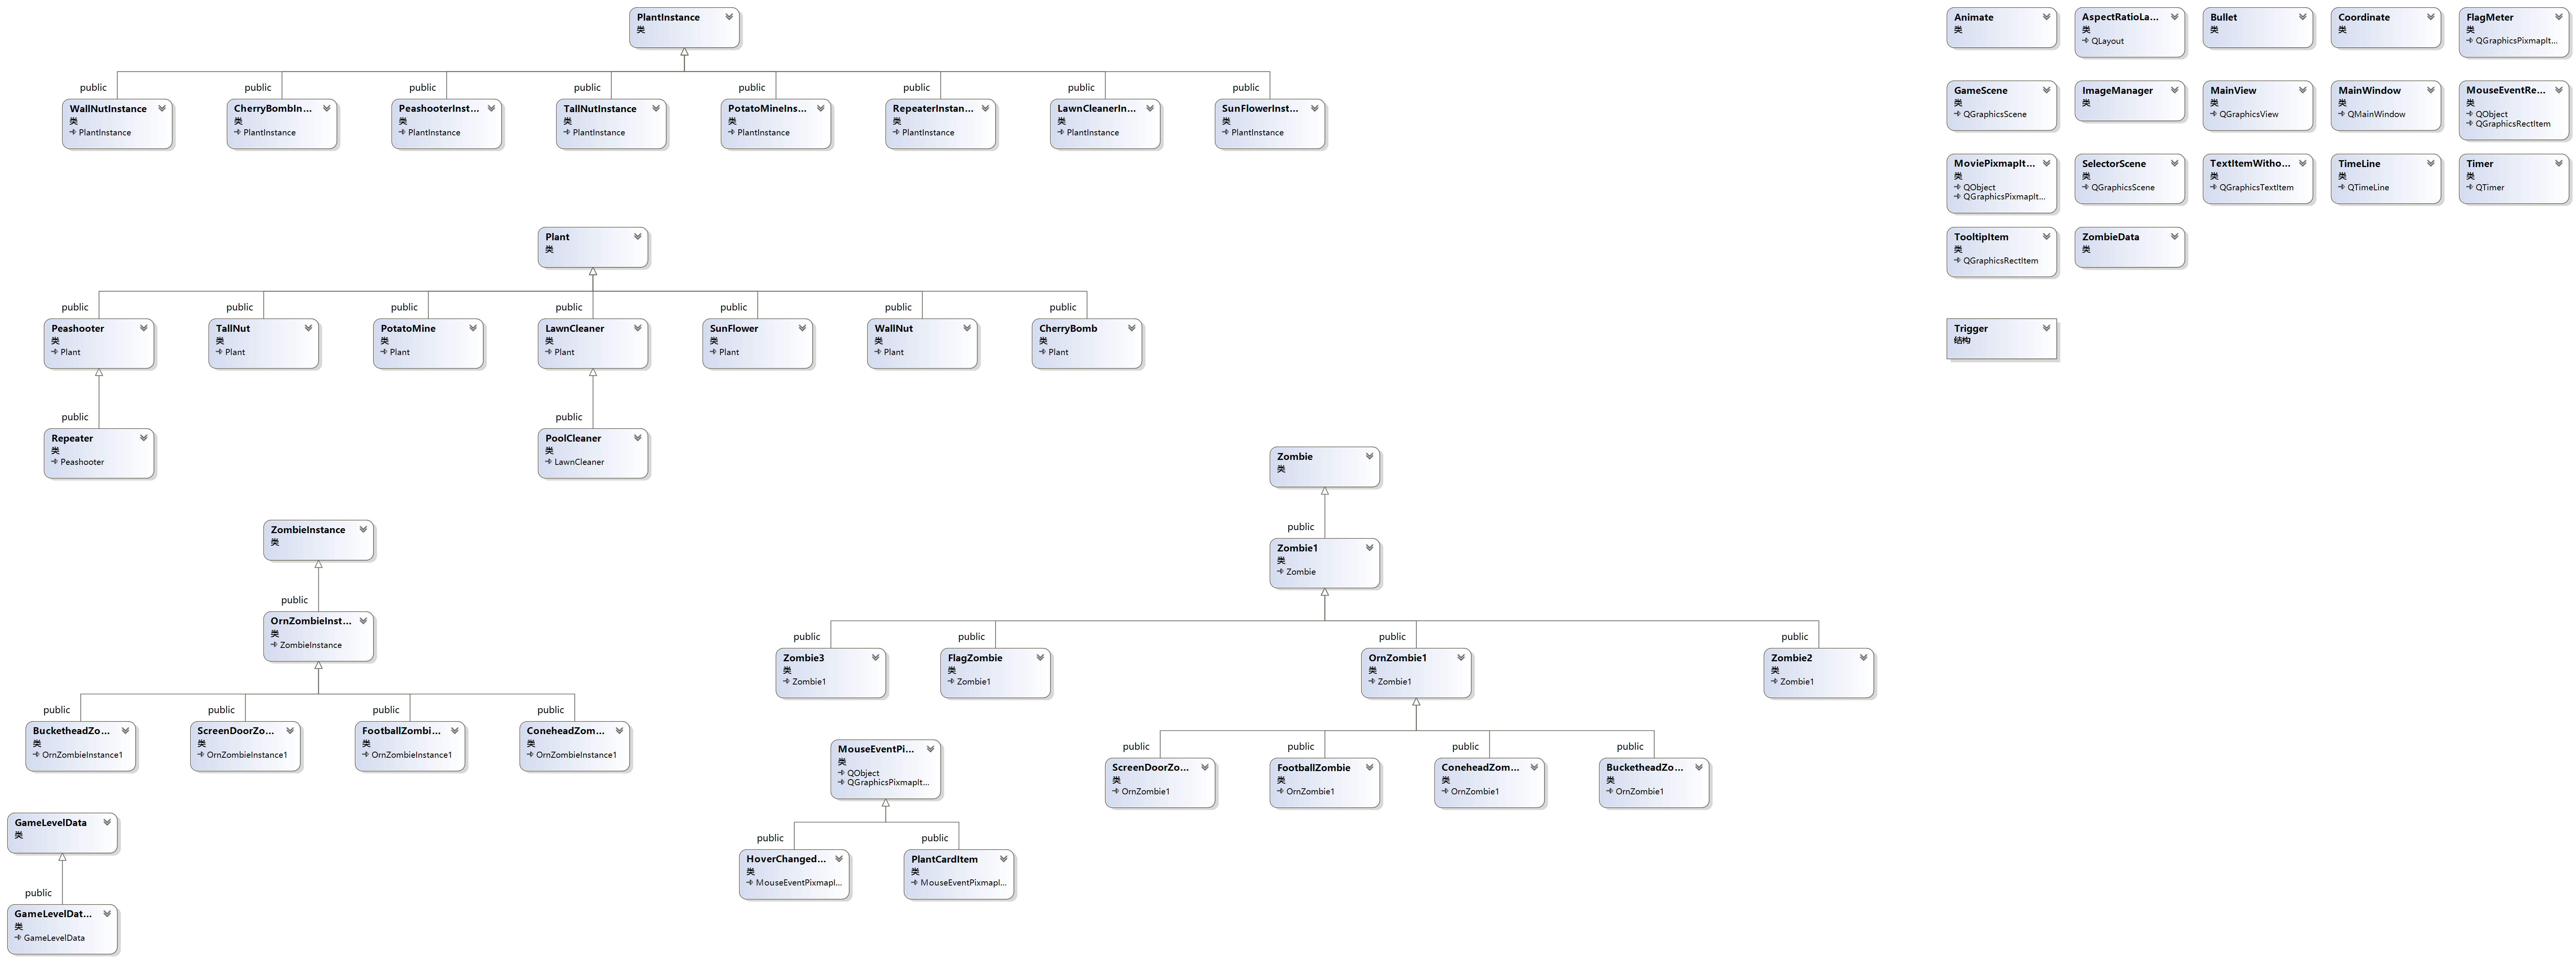 PlantInstance
类
public
public
public
public
public
public
public
public
WallNutInstance
类
PlantInstance
CherryBombIn...
类
PlantInstance
PeashooterInst...
类
PlantInstance
TallNutInstance
类
PlantInstance
PotatoMineIns...
类
PlantInstance
RepeaterInstan...
类
PlantInstance
LawnCleanerIn...
类
PlantInstance
SunFlowerInst...
类
PlantInstance
Plant
类
public
public
public
public
public
public
public
Peashooter
类
Plant
TallNut
类
Plant
PotatoMine
类
Plant
LawnCleaner
类
Plant
SunFlower
类
Plant
WallNut
类
Plant
CherryBomb
类
Plant
public
Repeater
类
Peashooter
public
PoolCleaner
类
LawnCleaner
ZombieInstance
类
public
OrnZombieInst...
类
ZombieInstance
public
public
public
public
BucketheadZo...
类
OrnZombieInstance1
ScreenDoorZo...
类
OrnZombieInstance1
FootballZombi...
类
OrnZombieInstance1
ConeheadZom...
类
OrnZombieInstance1
GameLevelData
类
public
GameLevelDat...
类
GameLevelData
MouseEventPi...
类
QObject
QGraphicsPixmapIt...
public
public
HoverChanged...
类
MouseEventPixmapI...
PlantCardItem
类
MouseEventPixmapI...
Zombie
类
public
Zombie1
类
Zombie
public
public
public
public
Zombie3
类
Zombie1
FlagZombie
类
Zombie1
OrnZombie1
类
Zombie1
Zombie2
类
Zombie1
public
public
public
public
ScreenDoorZo...
类
OrnZombie1
FootballZombie
类
OrnZombie1
ConeheadZom...
类
OrnZombie1
BucketheadZo...
类
OrnZombie1
Animate
类
AspectRatioLa...
类
QLayout
Bullet
类
Coordinate
类
FlagMeter
类
QGraphicsPixmapIt...
GameScene
类
QGraphicsScene
ImageManager
类
MainView
类
QGraphicsView
MainWindow
类
QMainWindow
MouseEventRe...
类
QObject
QGraphicsRectItem
MoviePixmapIt...
类
QObject
QGraphicsPixmapIt...
SelectorScene
类
QGraphicsScene
TextItemWitho...
类
QGraphicsTextItem
TimeLine
类
QTimeLine
Timer
类
QTimer
TooltipItem
类
QGraphicsRectItem
ZombieData
类
Trigger
结构